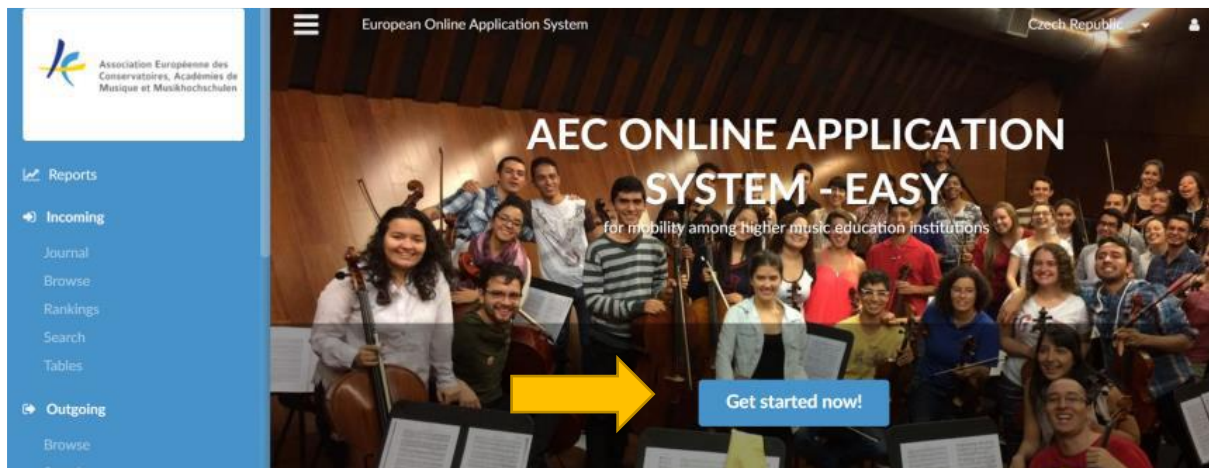 Association Européenne des
Conservatoires, Académies de
Musique et Musikhochschulen
Reports
Incoming
Journal
Browse
Rankings
Search
Tables
Outgoing
Browse
European Online Application System
Czech Republic
AEC ONLINE APPLICATION
SYSTEM - EASY
for mobility among higher music education institutions
Get started now!